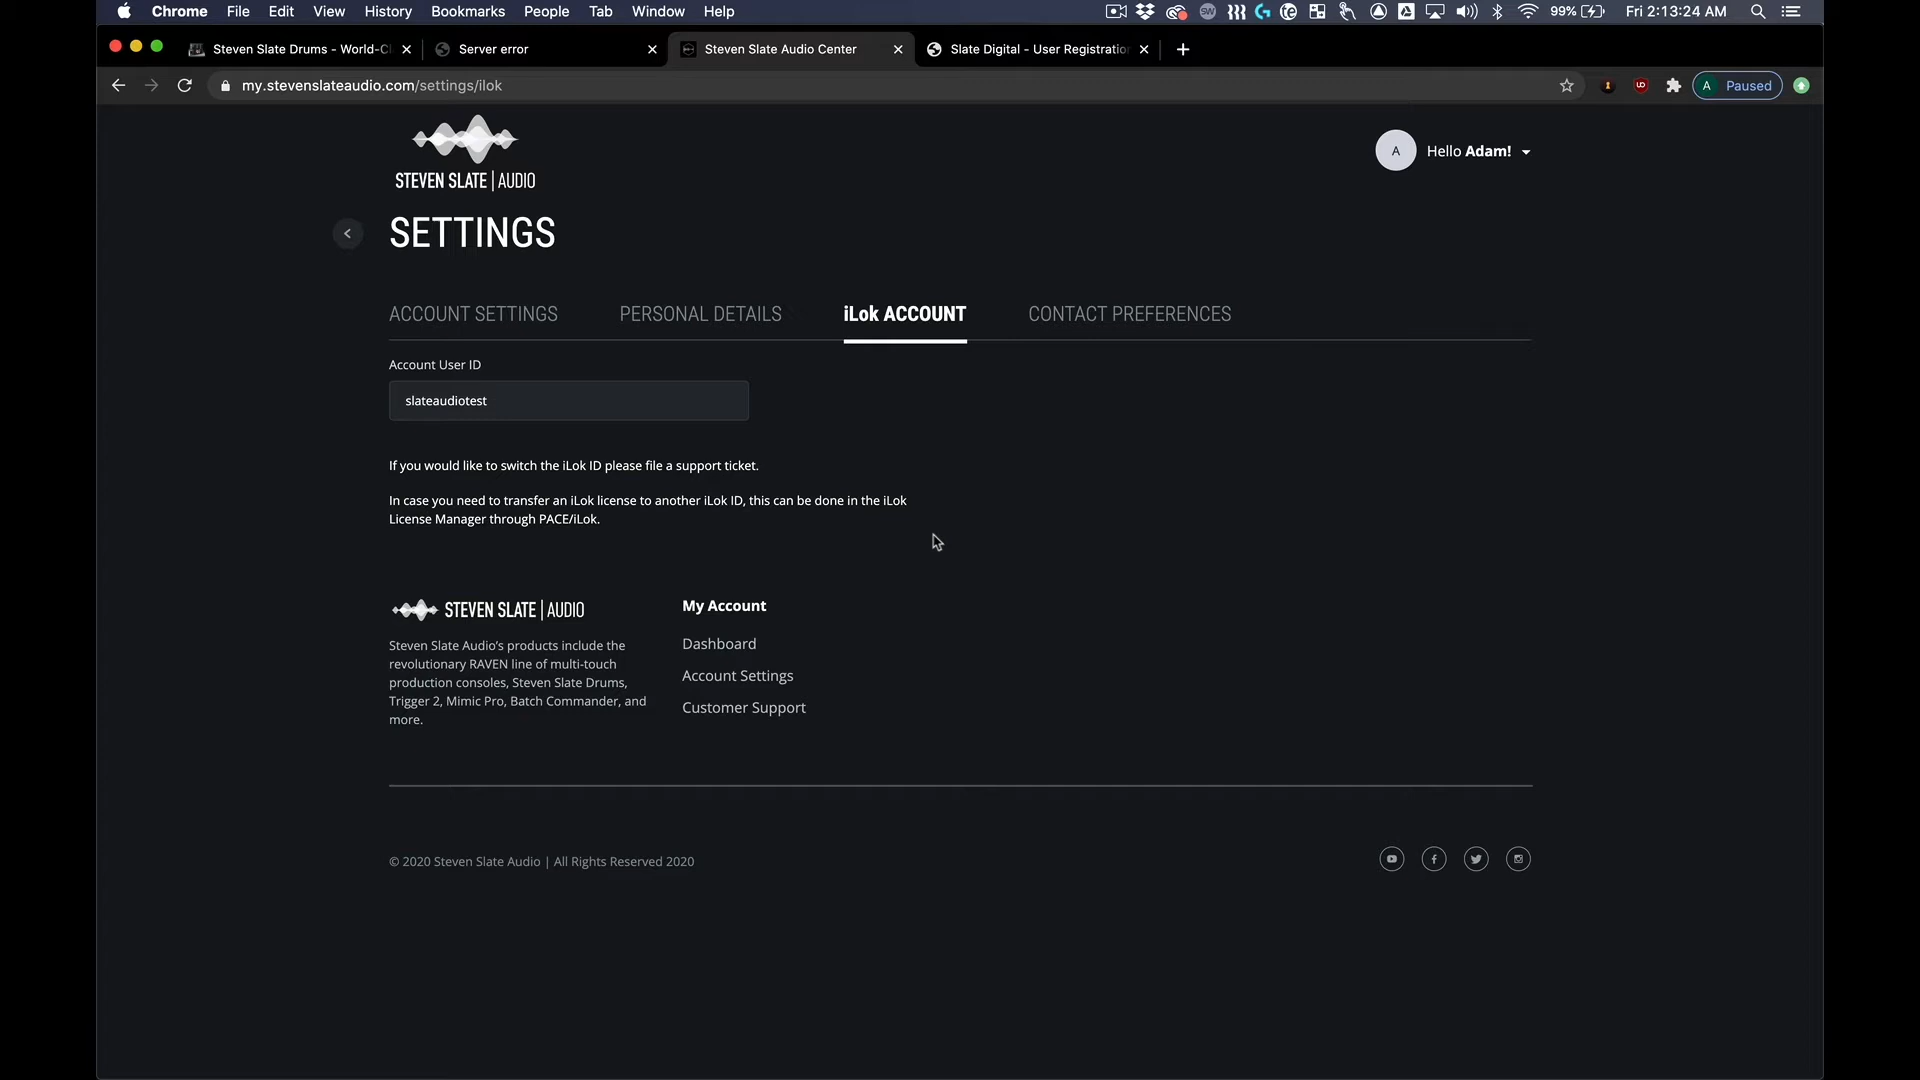 Chrome File Edit View History Bookmarks People Tab Window Help 99% Fri 2:13:24 AM
Steven Slate Drums - World-Cl Server error Steven Slate Audio Center Slate Digital - User Registration
my.stevenslateaudio.com/settings/ilok A Paused
STEVEN SLATE | AUDIO
A Hello Adam!
SETTINGS
ACCOUNT SETTINGS PERSONAL DETAILS iLok ACCOUNT CONTACT PREFERENCES
Account User ID
slateaudiotest
If you would like to switch the iLok ID please file a support ticket.
In case you need to transfer an iLok license to another iLok ID, this can be done in the iLok
License Manager through PACE/iLok.
STEVEN SLATE | AUDIO
Steven Slate Audio's products include the
revolutionary RAVEN line of multi-touch
production consoles, Steven Slate Drums,
Trigger 2, Mimic Pro, Batch Commander, and
more.
My Account
Dashboard
Account Settings
Customer Support
© 2020 Steven Slate Audio | All Rights Reserved 2020